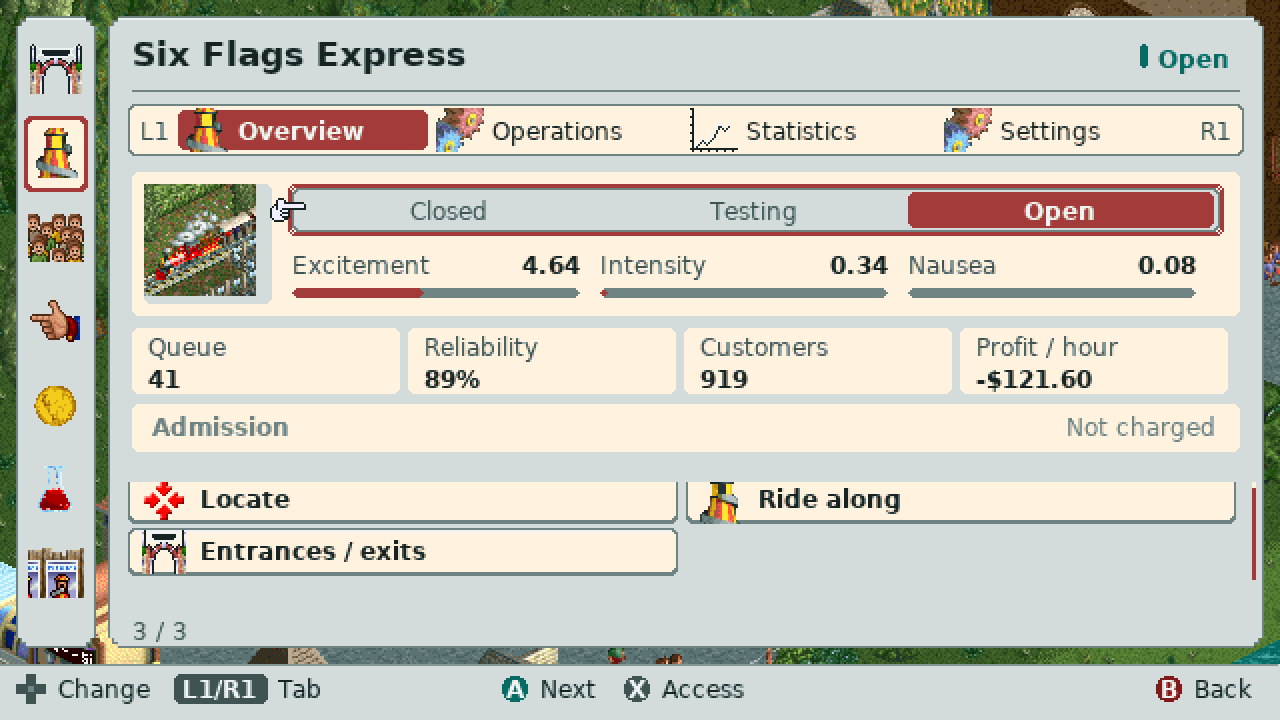 Six Flags Express
Open
L1 Overview Operations Statistics Settings R1
Closed Testing Open
Excitement 4.64 Intensity 0.34 Nausea 0.08
Queue Reliability Customers Profit / hour
41 89% 919 -$121.60
Admission Not charged
Locate Ride along
Entrances / exits
3 / 3
Change L1/R1 Tab A Next X Access B Back